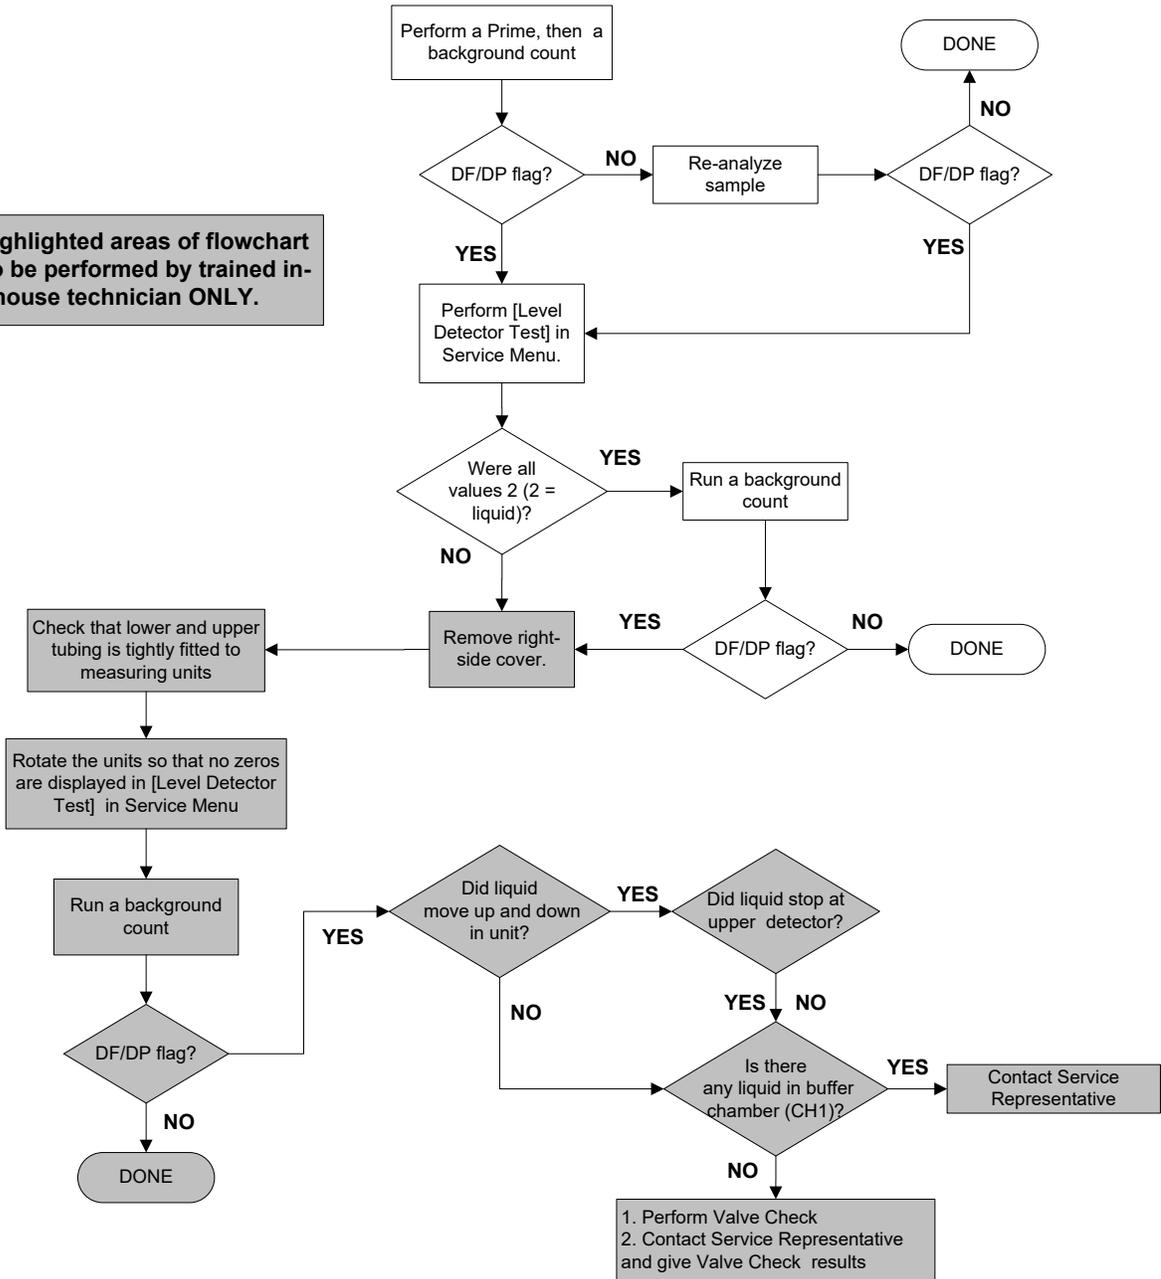 Perform a Prime, then a
background count
DONE
NO
DF/DP flag?
NO
Re-analyze
sample
DF/DP flag?
YES
YES
ghlighted areas of flowchart
o be performed by trained in-
house technician ONLY.
Perform [Level
Detector Test] in
Service Menu.
Were all
values 2 (2 =
liquid)?
YES
Run a background
count
NO
Check that lower and upper
tubing is tightly fitted to
measuring units
Remove right-
side cover.
YES
DF/DP flag?
NO
DONE
Rotate the units so that no zeros
are displayed in [Level Detector
Test] in Service Menu
Run a background
count
YES
Did liquid
move up and down
in unit?
YES
Did liquid stop at
upper detector?
NO
YES NO
DF/DP flag?
Is there
any liquid in buffer
chamber (CH1)?
YES
Contact Service
Representative
NO
DONE
NO
1. Perform Valve Check
2. Contact Service Representative
and give Valve Check results